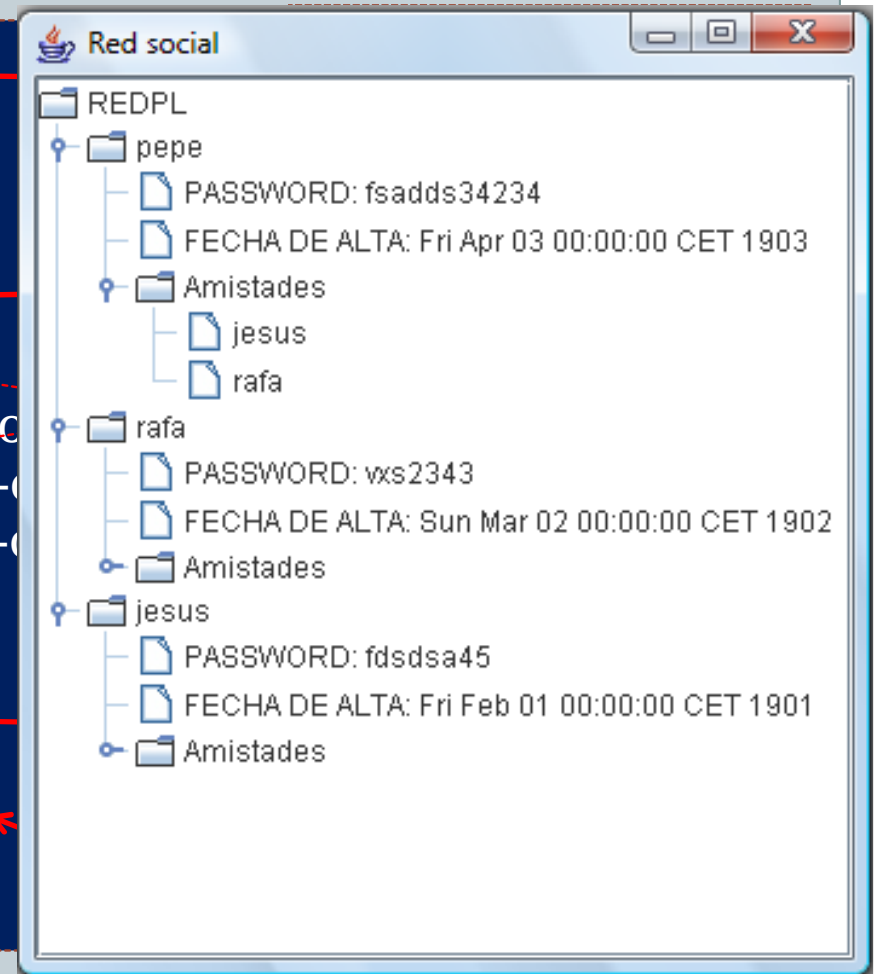 Red social
REDPL
pepe
PASSWORD: fsadds34234
FECHA DE ALTA: Fri Apr 03 00:00:00 CET 1903
Amistades
jesus
rafa
rafa
PASSWORD: vxs2343
FECHA DE ALTA: Sun Mar 02 00:00:00 CET 1902
Amistades
jesus
PASSWORD: fdsdsa45
FECHA DE ALTA: Fri Feb 01 00:00:00 CET 1901
Amistades